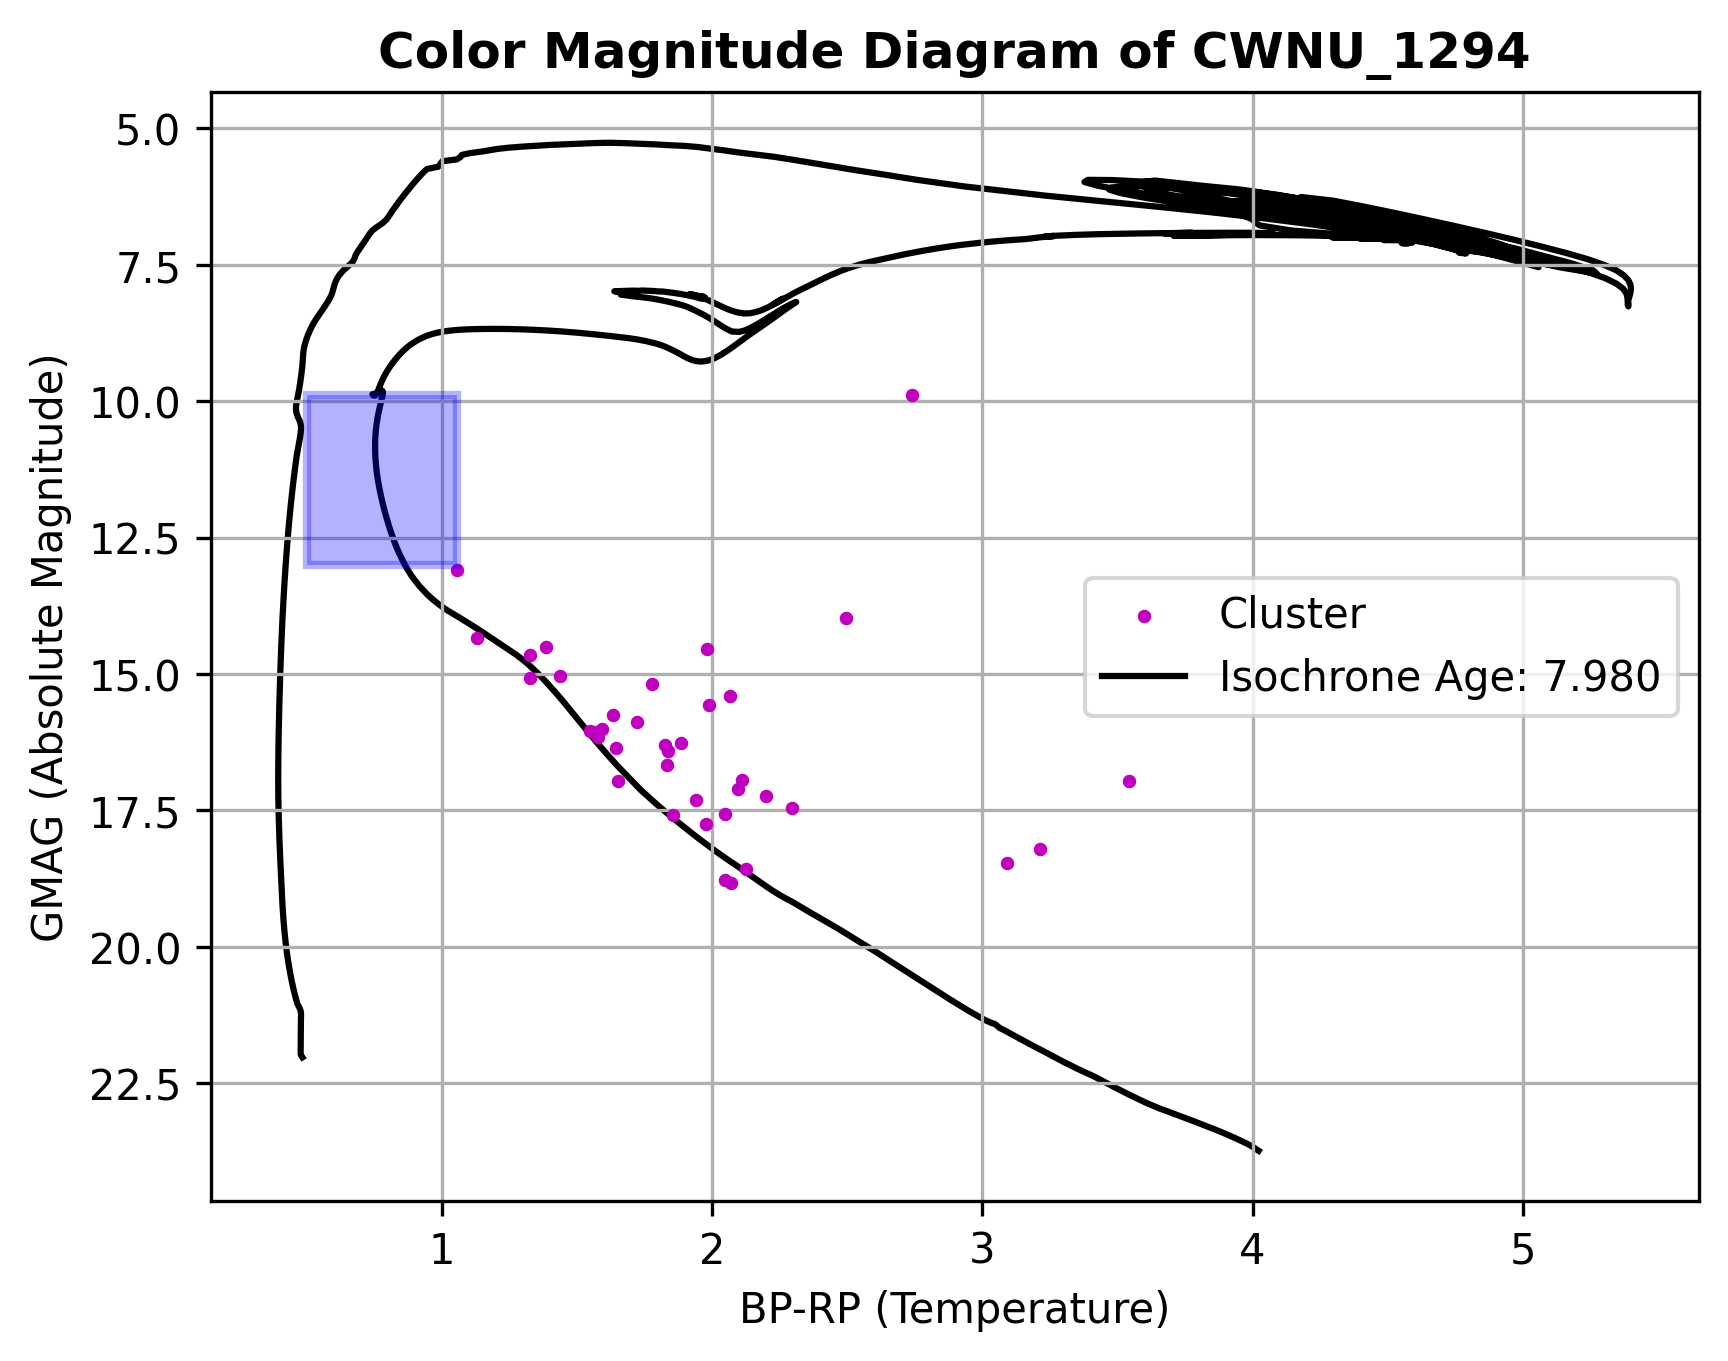 Color Magnitude Diagram of CWNU_1294
GMAG (Absolute Magnitude)
5.0
7.5
10.0
12.5
15.0
17.5
20.0
22.5
Cluster
Isochrone Age: 7.980
1 2 3 4 5
BP-RP (Temperature)